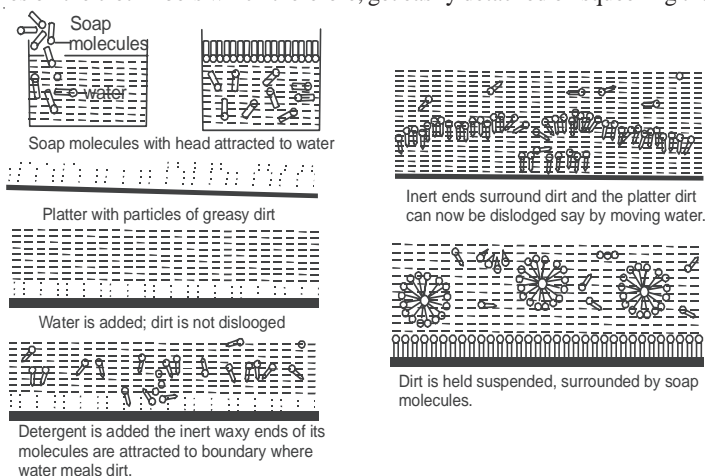 Soap
molecules
water
Soap molecules with head attracted to water
Platter with particles of greasy dirt
Water is added; dirt is not dislooged
Detergent is added the inert waxy ends of its
molecules are attracted to boundary where
water meals dirt.
Inert ends surround dirt and the platter dirt
can now be dislodged say by moving water.
Dirt is held suspended, surrounded by soap
molecules.